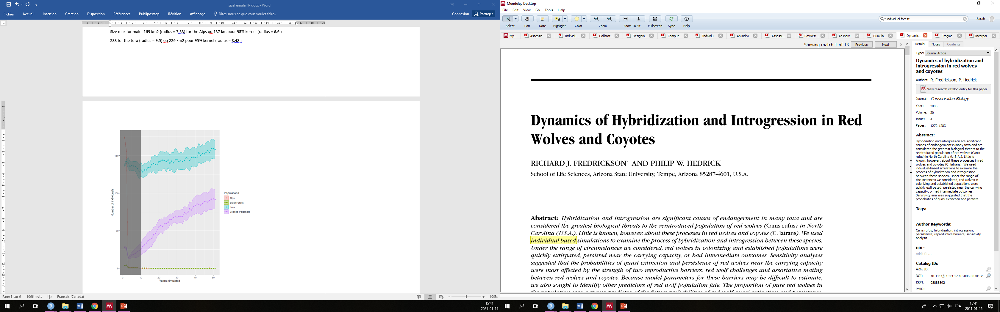 sizeFemaleHR.docx - Word
Fichier Accueil Insertion Création Disposition Références Publipostage Révision Affichage Dites-nous ce que vous voulez faire... Connexion Partager
Size max for male: 169 km2 (radius = 7,33) for the Alps ou 137 km pour 95% kernel (radius = 6.6 )
283 for the Jura (radius = 9.5) ou 226 km2 pour 95% kernel (radius = 8.48 )
Number of individuals
150
100
50
0
0 10 20 30 40 50
Years simulated
Populations
Alps
Black Forest
Jura
Vosges-Palatinate
Page 5 sur 6 1066 mots Français (Canada) 100%
15:41
2021-01-15
Mendeley Desktop
File Edit View Go Tools Help
individual forest
Sarah
Select Pan Note Highlight Color Zoom Zoom To Fit Fullscreen Sync Help
My... Assessin... Individu... Calibrat... Designin... Comput... Individu... An indivi... Assessi... FoxNet:... An indivi... Cumula... Dynamic... Fragme... Incorpor...
Showing match 1 of 13 Previous Next
Dynamics of Hybridization and Introgression in Red
Wolves and Coyotes
RICHARD J. FREDRICKSON* AND PHILIP W. HEDRICK
School of Life Sciences, Arizona State University, Tempe, Arizona 85287-4601, U.S.A.
Abstract: Hybridization and introgression are significant causes of endangerment in many taxa and are
considered the greatest biological threats to the reintroduced population of red wolves (Canis rufus) in North
Carolina (U.S.A.). Little is known, however, about these processes in red wolves and coyotes (C. latrans). We used
individual-based simulations to examine the process of hybridization and introgression between these species.
Under the range of circumstances we considered, red wolves in colonizing and established populations were
quickly extirpated, persisted near the carrying capacity, or had intermediate outcomes. Sensitivity analyses
suggested that the probabilities of quasi extinction and persistence of red wolves near the carrying capacity
were most affected by the strength of two reproductive barriers: red wolf challenges and assortative mating
between red wolves and coyotes. Because model parameters for these barriers may be difficult to estimate,
we also sought to identify other predictors of red wolf population fate. The proportion of pure red wolves in
the population was a strong predictor of the future probabilities of red wolf quasi extinction and persistence.
Details Notes Contents
Type: Journal Article
Dynamics of hybridization and
introgression in red wolves
and coyotes
Authors: R. Fredrickson, P. Hedrick
View research catalog entry for this paper
Journal: Conservation Biology
Year: 2006
Volume: 20
Issue: 4
Pages: 1272-1283
Abstract:
Hybridization and introgression are significant
causes of endangerment in many taxa and are
considered the greatest biological threats to the
reintroduced population of red wolves (Canis
rufus) in North Carolina (U.S.A.). Little is
known, however, about these processes in red
wolves and coyotes (C. latrans). We used
individual-based simulations to examine the
process of hybridization and introgression
between these species. Under the range of
circumstances we considered, red wolves in
colonizing and established populations were
quickly extirpated, persisted near the carrying
capacity, or had intermediate outcomes.
Sensitivity analyses suggested that the
probabilities of quasi extinction and persiste...
Tags:
Author Keywords:
Canis rufus; hybridization; introgression;
persistence; reproductive barriers; sensitivity
analysis
URL:
Add URL...
Catalog IDs
ArXiv ID:
DOI: 10.1111/j.1523-1739.2006.00401.x
ISSN: 08888892
PMID:
FRA
15:41
2021-01-15